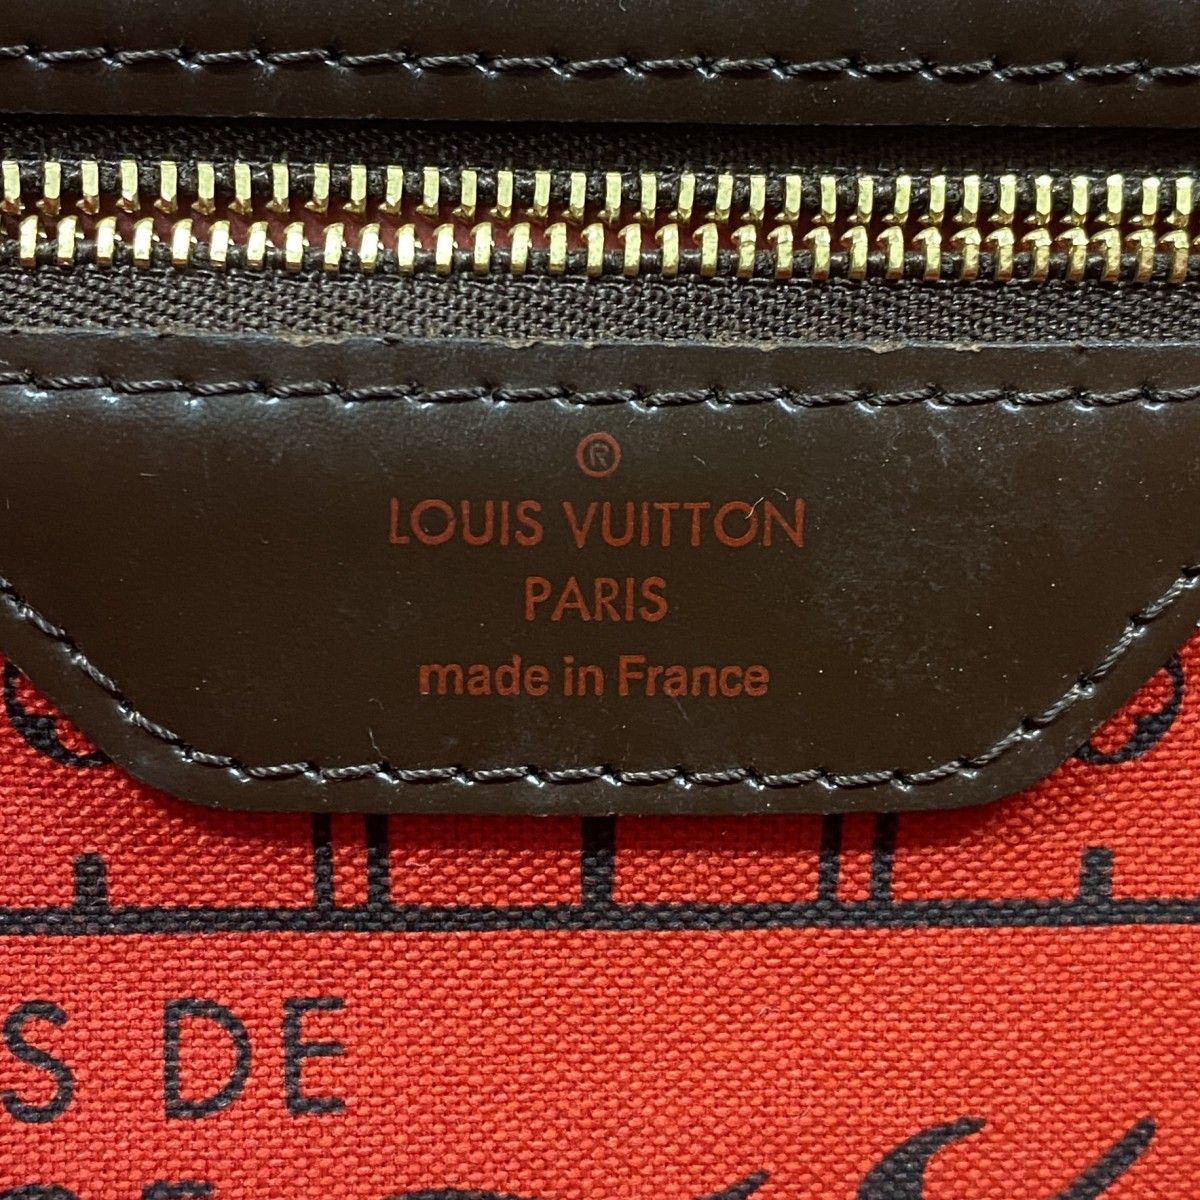 ®
LOUIS VUITTON
PARIS
made in France
S DE